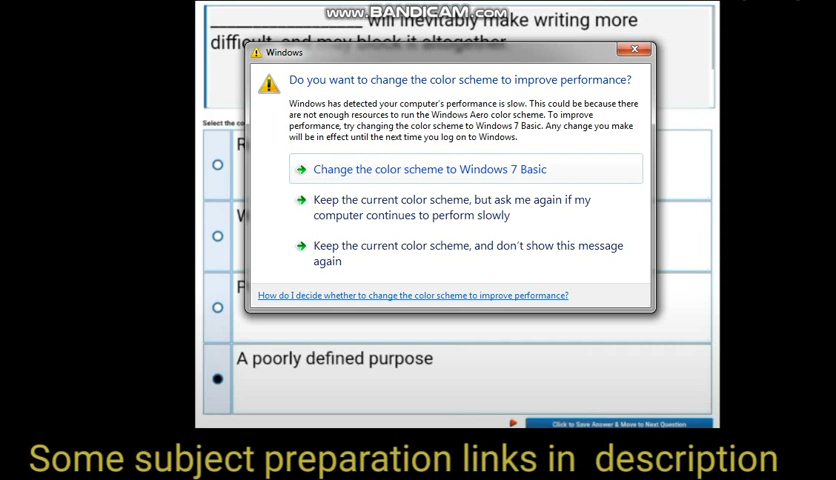 www.BANDICAM.com
will inevitably make writing more
difficult, and may block it altogether.
Windows
Do you want to change the color scheme to improve performance?
Windows has detected your computer's performance is slow. This could be because there
are not enough resources to run the Windows Aero color scheme. To improve
performance, try changing the color scheme to Windows 7 Basic. Any change you make
will be in effect until the next time you log on to Windows.
Select the co
Change the color scheme to Windows 7 Basic
Keep the current color scheme, but ask me again if my
computer continues to perform slowly
Keep the current color scheme, and don't show this message
again
How do I decide whether to change the color scheme to improve performance?
A poorly defined purpose
Click to Save Answer & Move to Next Question
Some subject preparation links in description